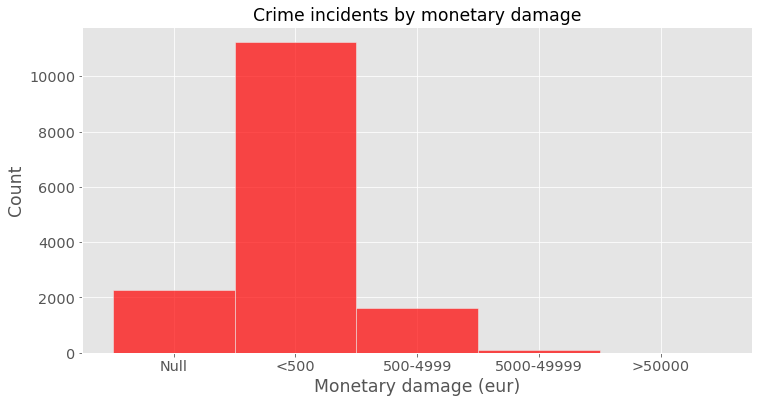 Crime incidents by monetary damage
10000
8000
6000
4000
2000
0
Count
Null <500 500-4999 5000-49999 >50000
Monetary damage (eur)